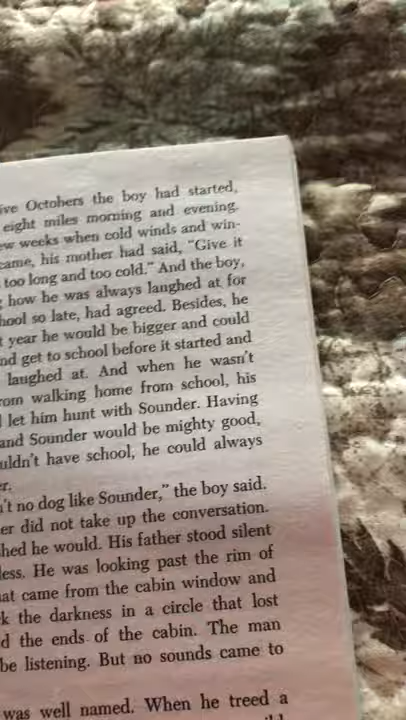 ive Octobers the boy had started,
eight miles morning and evening.
ew weeks when cold winds and win-
came, his mother had said, “Give it
too long and too cold.” And the boy,
g how he was always laughed at for
hool so late, had agreed. Besides, he
t year he would be bigger and could
nd get to school before it started and
laughed at. And when he wasn't
rom walking home from school, his
l let him hunt with Sounder. Having
and Sounder would be mighty good,
uldn't have school, he could always
er.
n't no dog like Sounder,” the boy said.
er did not take up the conversation.
shed he would. His father stood silent
less. He was looking past the rim of
hat came from the cabin window and
k the darkness in a circle that lost
d the ends of the cabin. The man
be listening. But no sounds came to
was well named. When he treed a